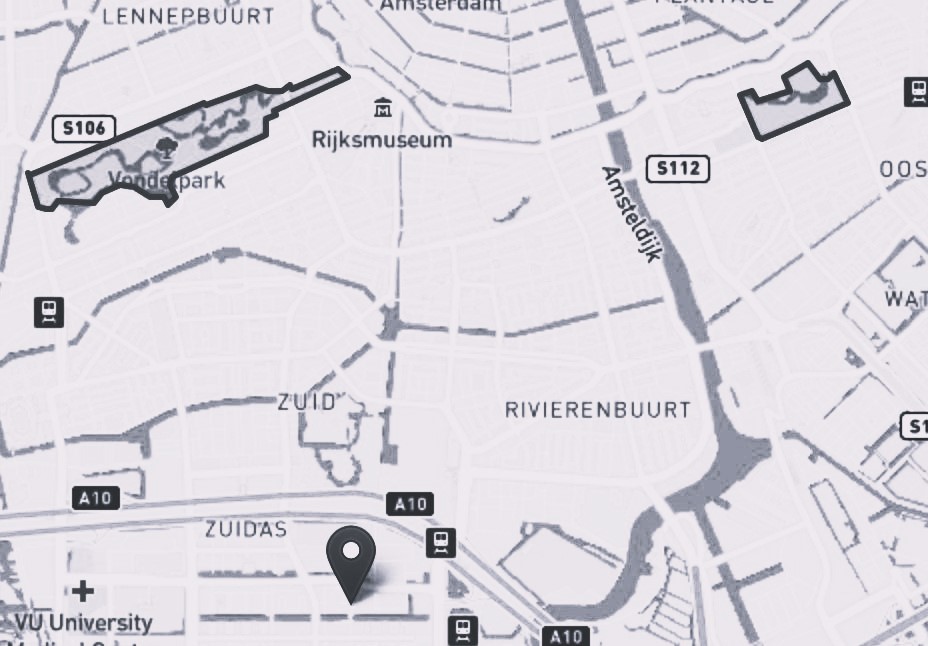 Amsterdam
LENNEPBUURT
S106
Rijksmuseum
Vondelpark
S112
Amsteldijk
ZUID
RIVIERENBUURT
A10
A10
ZUIDAS
VU University
A10